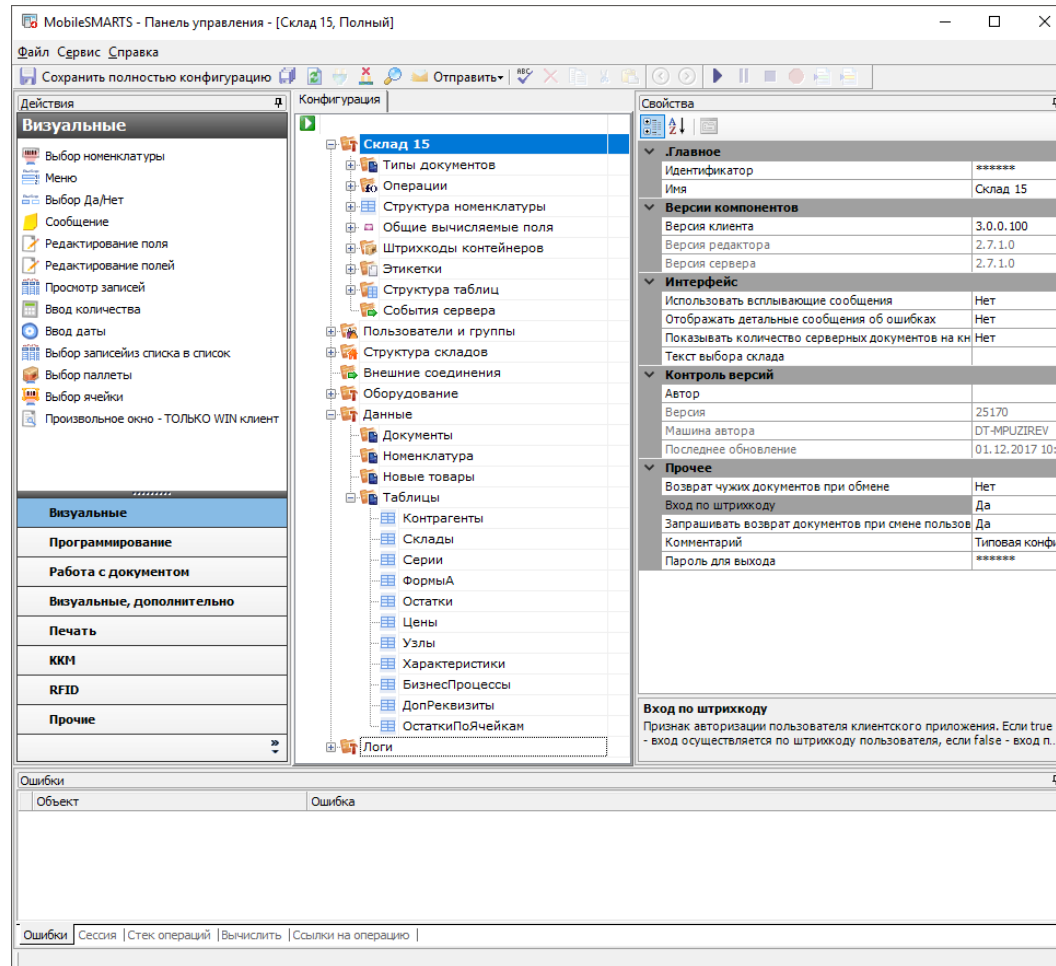 MobileSMARTS - Панель управления - [Склад 15, Полный]
Файл Сервис Справка
Сохранить полностью конфигурацию Отправить
Действия
Визуальные
Выбор номенклатуры
Меню
Выбор Да/Нет
Сообщение
Редактирование поля
Редактирование полей
Просмотр записей
Ввод количества
Ввод даты
Выбор записейиз списка в список
Выбор паллеты
Выбор ячейки
Произвольное окно - ТОЛЬКО WIN клиент
Визуальные
Программирование
Работа с документом
Визуальные, дополнительно
Печать
ККМ
RFID
Прочие
Конфигурация
Склад 15
Типы документов
Операции
Структура номенклатуры
Общие вычисляемые поля
Штрихкоды контейнеров
Этикетки
Структура таблиц
События сервера
Пользователи и группы
Структура складов
Внешние соединения
Оборудование
Данные
Документы
Номенклатура
Новые товары
Таблицы
Контрагенты
Склады
Серии
ФормыА
Остатки
Цены
Узлы
Характеристики
БизнесПроцессы
ДопРеквизиты
ОстаткиПоЯчейкам
Логи
Свойства
.Главное
Идентификатор ******
Имя Склад 15
Версии компонентов
Версия клиента 3.0.0.100
Версия редактора 2.7.1.0
Версия сервера 2.7.1.0
Интерфейс
Использовать всплывающие сообщения Нет
Отображать детальные сообщения об ошибках Нет
Показывать количество серверных документов на кн Нет
Текст выбора склада
Контроль версий
Автор
Версия 25170
Машина автора DT-MPUZIREV
Последнее обновление 01.12.2017 10:
Прочее
Возврат чужих документов при обмене Нет
Вход по штрихкоду Да
Запрашивать возврат документов при смене пользов Да
Комментарий Типовая конфи
Пароль для выхода ******
Вход по штрихкоду
Признак авторизации пользователя клиентского приложения. Если true
- вход осуществляется по штрихкоду пользователя, если false - вход п...
Ошибки
Объект Ошибка
Ошибки Сессия Стек операций Вычислить Ссылки на операцию